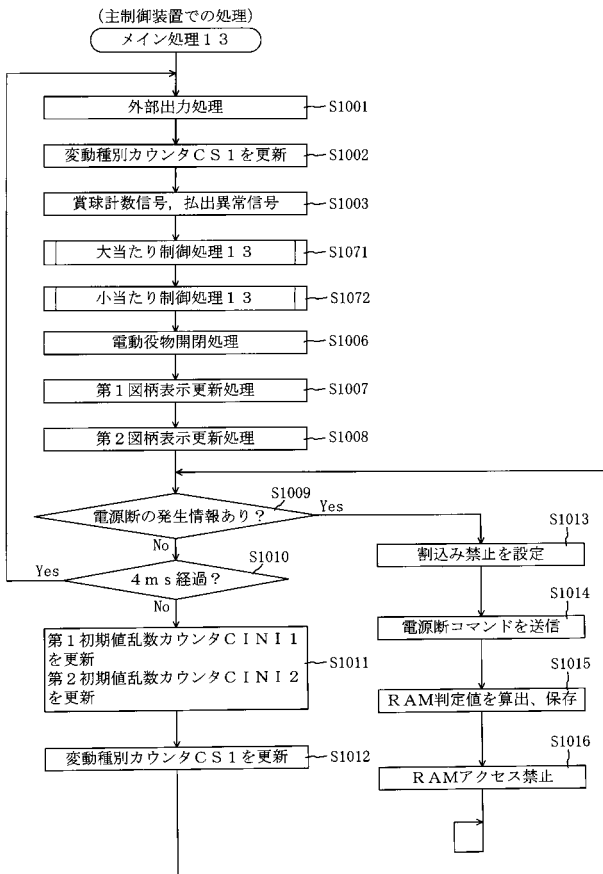 (主制御装置での処理)
メイン処理13
外部出力処理
S1001
変動種別カウンタCS1を更新
S1002
賞球計数信号,払出異常信号
S1003
大当たり制御処理13
S1071
小当たり制御処理13
S1072
電動役物開閉処理
S1006
第1図柄表示更新処理
S1007
第2図柄表示更新処理
S1008
S1009
電源断の発生情報あり?
Yes
No
S1010
4ms経過?
Yes
No
第1初期値乱数カウンタCINI1
を更新
第2初期値乱数カウンタCINI2
を更新
S1011
変動種別カウンタCS1を更新
S1012
S1013
割込み禁止を設定
S1014
電源断コマンドを送信
S1015
RAM判定値を算出、保存
S1016
RAMアクセス禁止